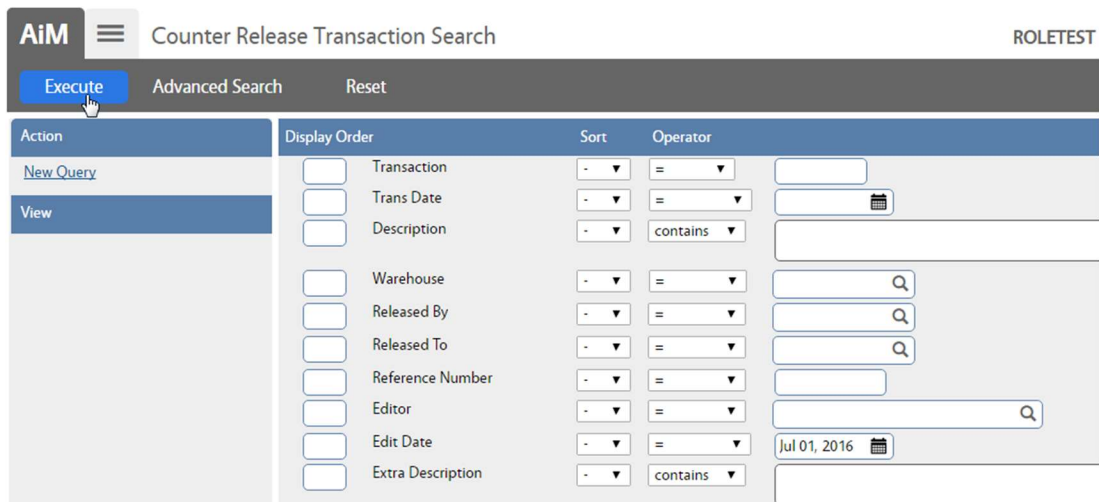 AiM Counter Release Transaction Search ROLETEST
Execute Advanced Search Reset
Action
New Query
View
Display Order Sort Operator
Transaction - =
Trans Date - =
Description - contains
Warehouse - =
Released By - =
Released To - =
Reference Number - =
Editor - =
Edit Date - = Jul 01, 2016
Extra Description - contains